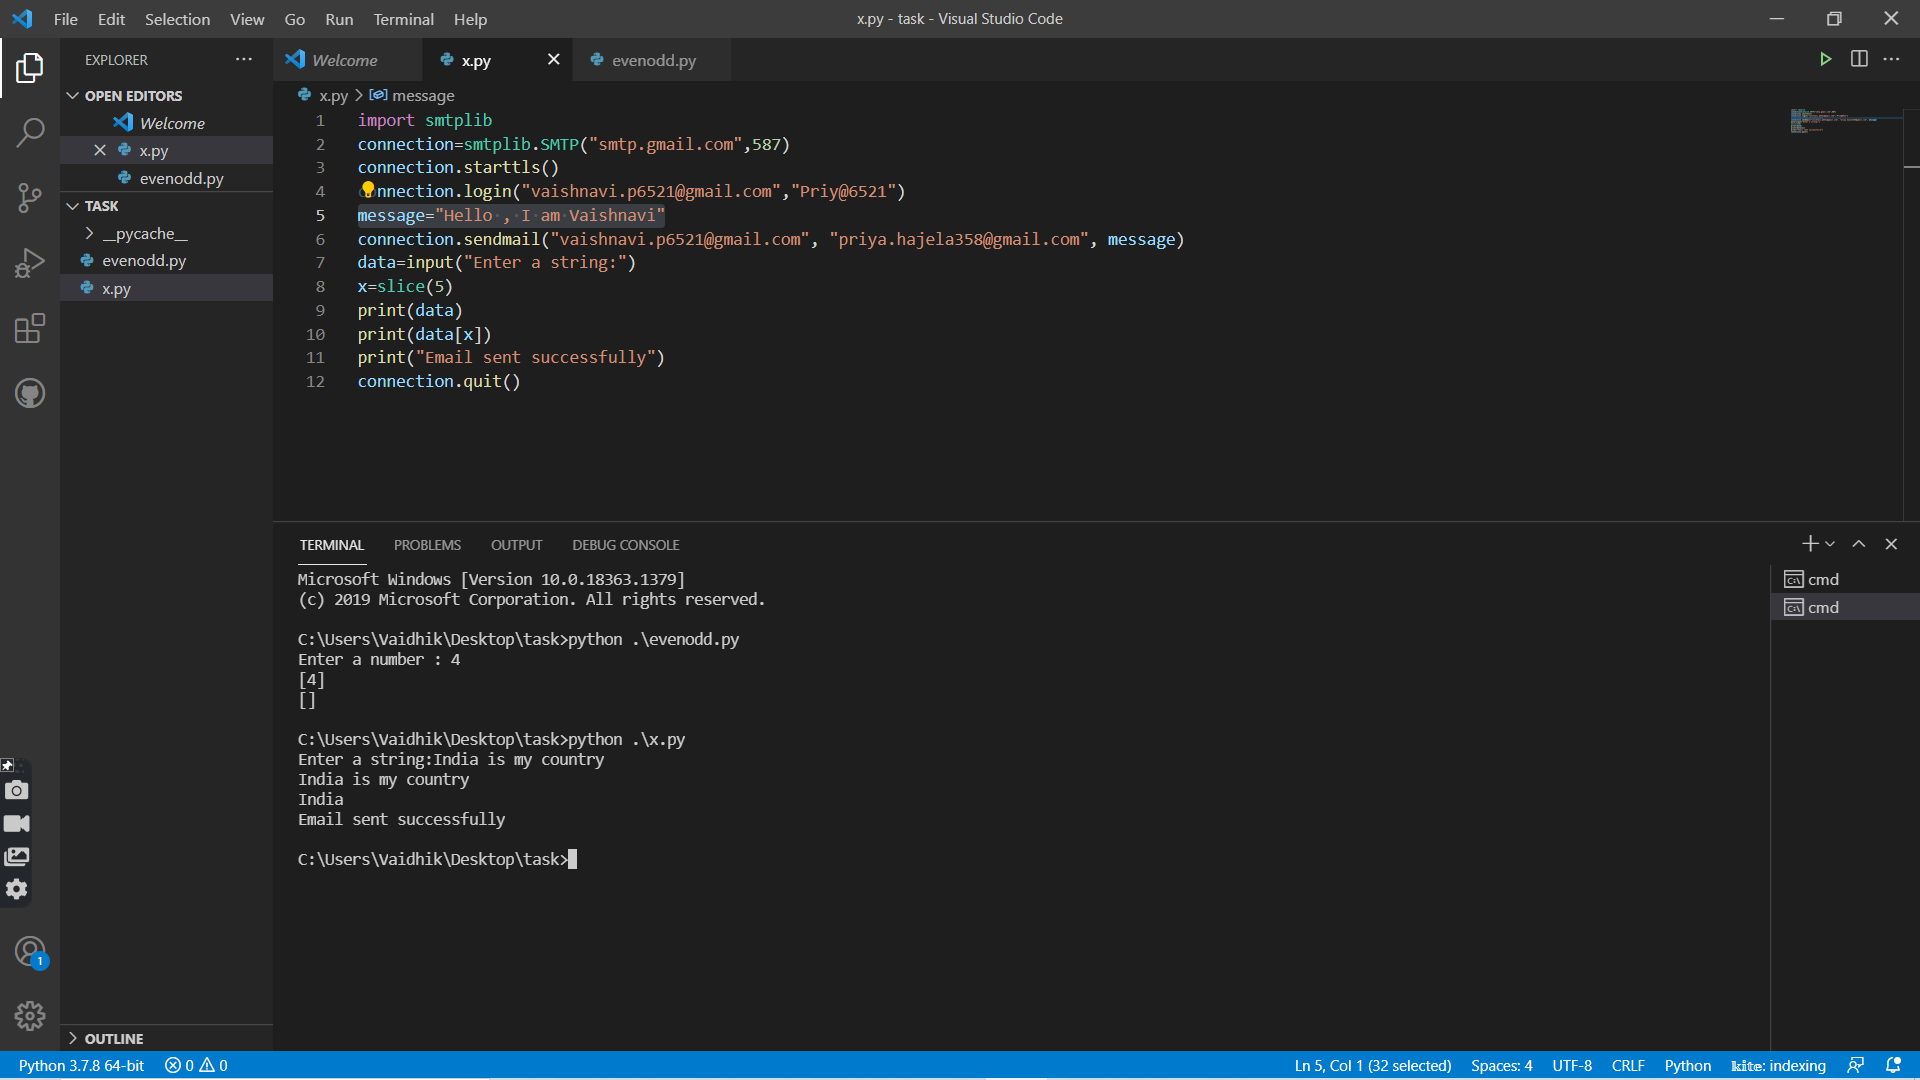 File Edit Selection View Go Run Terminal Help
x.py - task - Visual Studio Code
EXPLORER
OPEN EDITORS
Welcome
x.py
evenodd.py
TASK
__pycache__
evenodd.py
x.py
OUTLINE
Welcome x.py evenodd.py
x.py message
1 import smtplib
2 connection=smtplib.SMTP("smtp.gmail.com",587)
3 connection.starttls()
4 connection.login("vaishnavi.p6521@gmail.com","Priy@6521")
5 message="Hello , I am Vaishnavi"
6 connection.sendmail("vaishnavi.p6521@gmail.com", "priya.hajela358@gmail.com", message)
7 data=input("Enter a string:")
8 x=slice(5)
9 print(data)
10 print(data[x])
11 print("Email sent successfully")
12 connection.quit()
TERMINAL PROBLEMS OUTPUT DEBUG CONSOLE
Microsoft Windows [Version 10.0.18363.1379]
(c) 2019 Microsoft Corporation. All rights reserved.
C:\Users\Vaidhik\Desktop\task>python .\evenodd.py
Enter a number : 4
[4]
[]
C:\Users\Vaidhik\Desktop\task>python .\x.py
Enter a string:India is my country
India is my country
India
Email sent successfully
C:\Users\Vaidhik\Desktop\task>
cmd
cmd
1
Python 3.7.8 64-bit 0 0 Ln 5, Col 1 (32 selected) Spaces: 4 UTF-8 CRLF Python kite: indexing